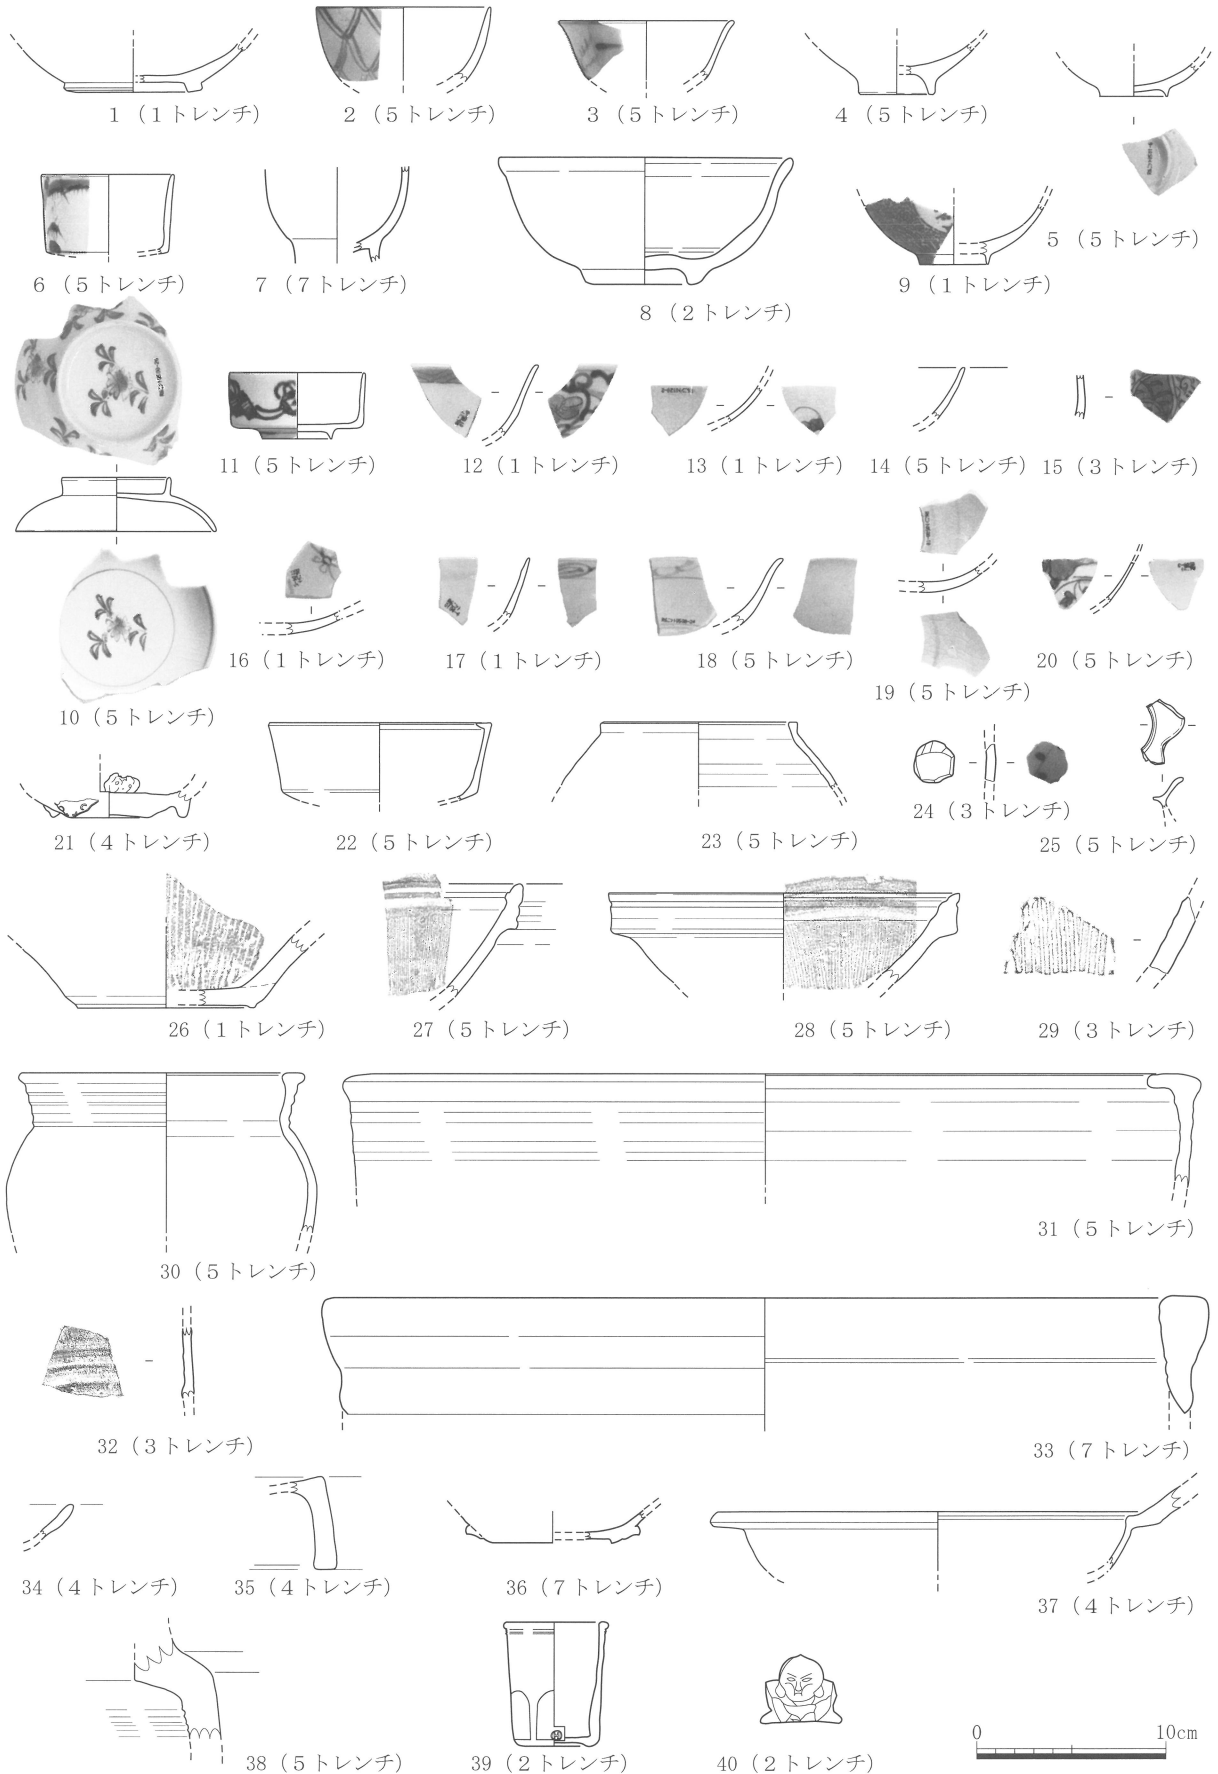 1（1トレンチ）
2（5トレンチ）
3（5トレンチ）
4（5トレンチ）
5（5トレンチ）
6（5トレンチ）
7（7トレンチ）
8（2トレンチ）
9（1トレンチ）
10（5トレンチ）
11（5トレンチ）
12（1トレンチ）
13（1トレンチ）
14（5トレンチ）
15（3トレンチ）
16（1トレンチ）
17（1トレンチ）
18（5トレンチ）
19（5トレンチ）
20（5トレンチ）
21（4トレンチ）
22（5トレンチ）
23（5トレンチ）
24（3トレンチ）
25（5トレンチ）
26（1トレンチ）
27（5トレンチ）
28（5トレンチ）
29（3トレンチ）
30（5トレンチ）
31（5トレンチ）
32（3トレンチ）
33（7トレンチ）
34（4トレンチ）
35（4トレンチ）
36（7トレンチ）
37（4トレンチ）
38（5トレンチ）
39（2トレンチ）
40（2トレンチ）
0 10cm